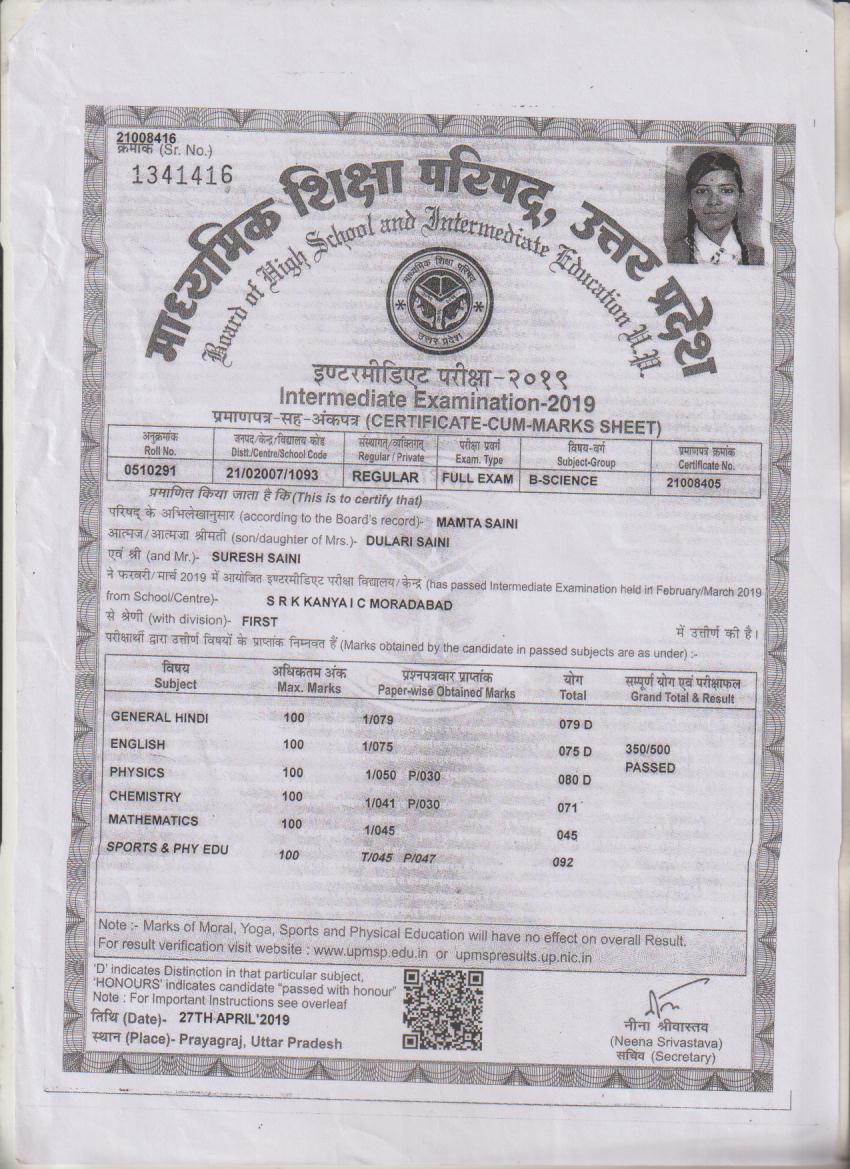 21008416
क्रमांक (Sr. No.)
1341416
माध्यमिक शिक्षा परिषद्, उत्तर प्रदेश
Board of High School and Intermediate Education U.P.
माध्यमिक शिक्षा परिषद
उत्तर प्रदेश
इण्टरमीडिएट परीक्षा-२०१९
Intermediate Examination-2019
प्रमाणपत्र-सह-अंकपत्र (CERTIFICATE-CUM-MARKS SHEET)
अनुक्रमांक जनपद/केन्द्र/विद्यालय कोड संस्थागत/व्यक्तिगत परीक्षा प्रवर्ग विषय-वर्ग प्रमाणपत्र क्रमांक
Roll No. Distt./Centre/School Code Regular / Private Exam. Type Subject-Group Certificate No.
0510291 21/02007/1093 REGULAR FULL EXAM B-SCIENCE 21008405
प्रमाणित किया जाता है कि (This is to certify that)
परिषद् के अभिलेखानुसार (according to the Board's record)- MAMTA SAINI
आत्मज/आत्मजा श्रीमती (son/daughter of Mrs.)- DULARI SAINI
एवं श्री (and Mr.)- SURESH SAINI
ने फरवरी/मार्च 2019 में आयोजित इण्टरमीडिएट परीक्षा विद्यालय/केन्द्र (has passed Intermediate Examination held in February/March 2019
from School/Centre)- S R K KANYA I C MORADABAD
से श्रेणी (with division)- FIRST में उत्तीर्ण की है।
परीक्षार्थी द्वारा उत्तीर्ण विषयों के प्राप्तांक निम्नवत हैं (Marks obtained by the candidate in passed subjects are as under) :-
विषय अधिकतम अंक प्रश्नपत्रवार प्राप्तांक योग सम्पूर्ण योग एवं परीक्षाफल
Subject Max. Marks Paper-wise Obtained Marks Total Grand Total & Result
GENERAL HINDI 100 1/079 079 D
ENGLISH 100 1/075 075 D 350/500
PHYSICS 100 1/050 P/030 080 D PASSED
CHEMISTRY 100 1/041 P/030 071
MATHEMATICS 100 1/045 045
SPORTS & PHY EDU 100 T/045 P/047 092
Note :- Marks of Moral, Yoga, Sports and Physical Education will have no effect on overall Result.
For result verification visit website : www.upmsp.edu.in or upmspresults.up.nic.in
'D' indicates Distinction in that particular subject,
'HONOURS' indicates candidate "passed with honour"
Note : For Important Instructions see overleaf
तिथि (Date)- 27TH APRIL'2019
स्थान (Place)- Prayagraj, Uttar Pradesh
नीना श्रीवास्तव
(Neena Srivastava)
सचिव (Secretary)